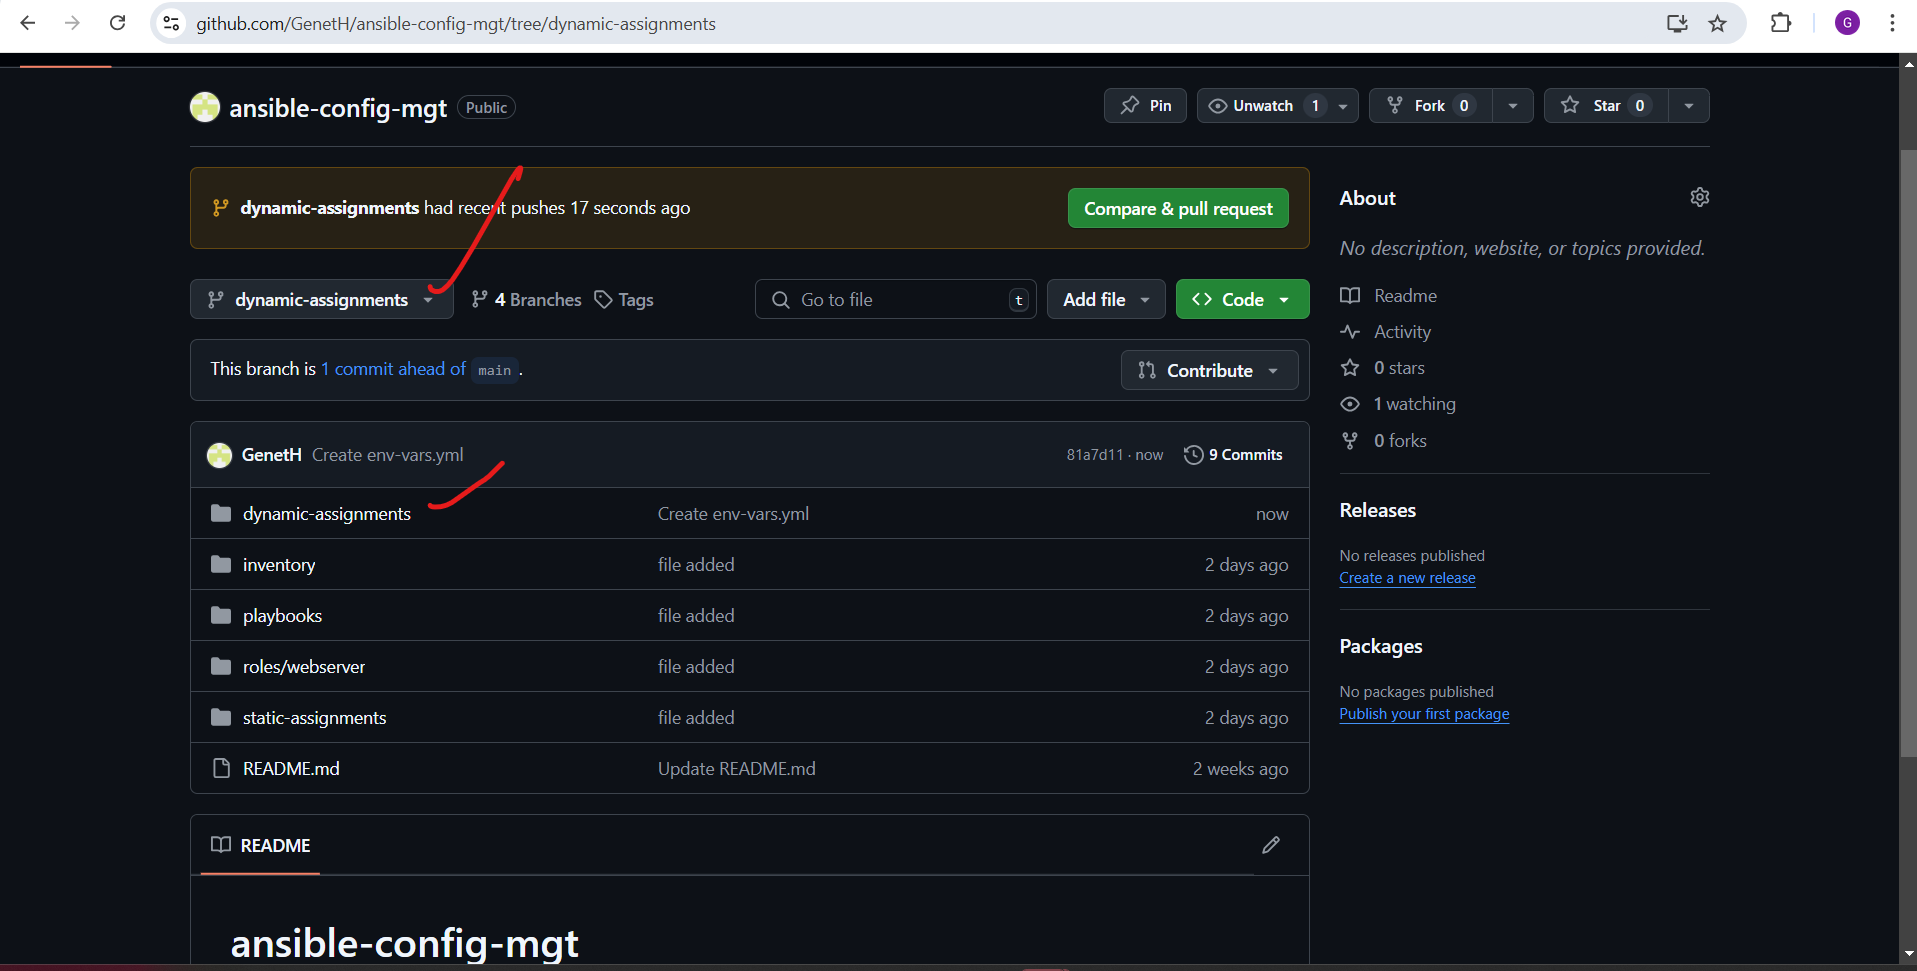 github.com/GenetH/ansible-config-mgt/tree/dynamic-assignments
G
ansible-config-mgt Public
Pin
Unwatch 1
Fork 0
Star 0
dynamic-assignments had recent pushes 17 seconds ago
Compare & pull request
dynamic-assignments
4 Branches
Tags
Go to file t
Add file
Code
This branch is 1 commit ahead of main .
Contribute
GenetH Create env-vars.yml 81a7d11 · now 9 Commits
dynamic-assignments Create env-vars.yml now
inventory file added 2 days ago
playbooks file added 2 days ago
roles/webserver file added 2 days ago
static-assignments file added 2 days ago
README.md Update README.md 2 weeks ago
README
ansible-config-mgt
About
No description, website, or topics provided.
Readme
Activity
0 stars
1 watching
0 forks
Releases
No releases published
Create a new release
Packages
No packages published
Publish your first package